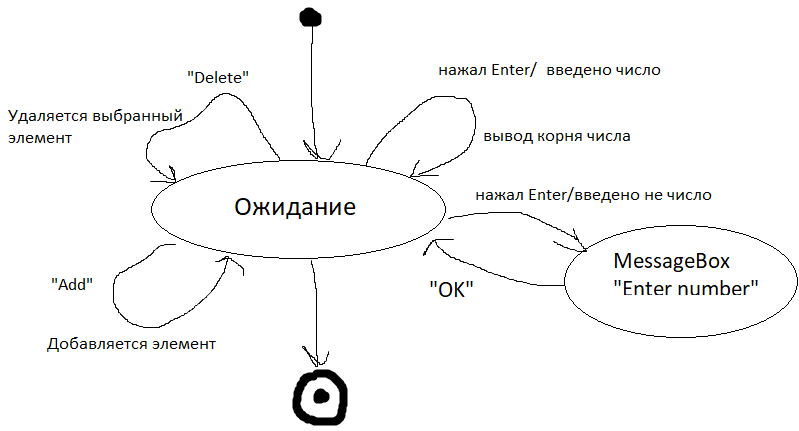 "Delete"
нажал Enter/ введено число
Удаляется выбранный
элемент
вывод корня числа
нажал Enter/введено не число
Ожидание
MessageBox
"Enter number"
"Add"
"OK"
Добавляется элемент